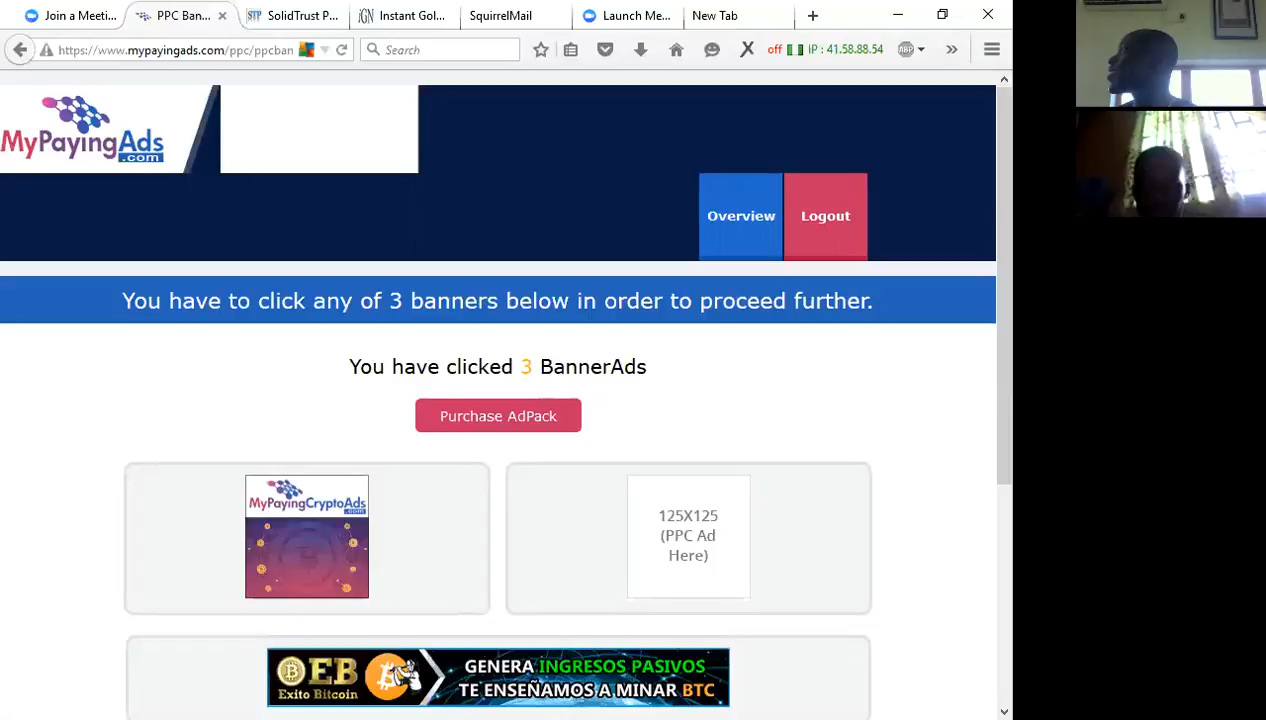 Join a Meeti...
PPC Ban...
SolidTrust P...
Instant Gol...
SquirrelMail
Launch Me...
New Tab
https://www.mypayingads.com/ppc/ppcban
Search
off
IP : 41.58.88.54
ABP
MyPayingAds
.com
Overview
Logout
You have to click any of 3 banners below in order to proceed further.
You have clicked 3 BannerAds
Purchase AdPack
MyPayingCryptoAds
.com
125X125
(PPC Ad
Here)
EB
Exito Bitcoin
GENERA INGRESOS PASIVOS
TE ENSEÑAMOS A MINAR BTC